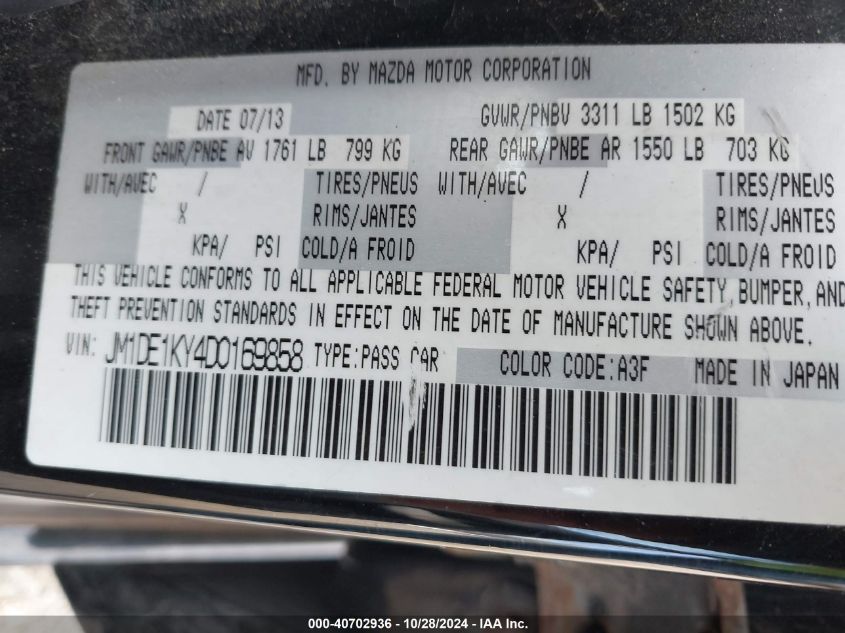 MFD. BY MAZDA MOTOR CORPORATION
DATE 07/13 GVWR/PNBV 3311 LB 1502 KG
FRONT GAWR/PNBE AV 1761 LB 799 KG REAR GAWR/PNBE AR 1550 LB 703 KG
WITH/AVEC / TIRES/PNEUS WITH/AVEC / TIRES/PNEUS
X RIMS/JANTES X RIMS/JANTES
KPA/ PSI COLD/A FROID KPA/ PSI COLD/A FROID
THIS VEHICLE CONFORMS TO ALL APPLICABLE FEDERAL MOTOR VEHICLE SAFETY, BUMPER, AND
THEFT PREVENTION STANDARDS IN EFFECT ON THE DATE OF MANUFACTURE SHOWN ABOVE.
VIN: JM1DE1KY4D0169858 TYPE:PASS CAR COLOR CODE:A3F MADE IN JAPAN
000-40702936 - 10/28/2024 - IAA Inc.